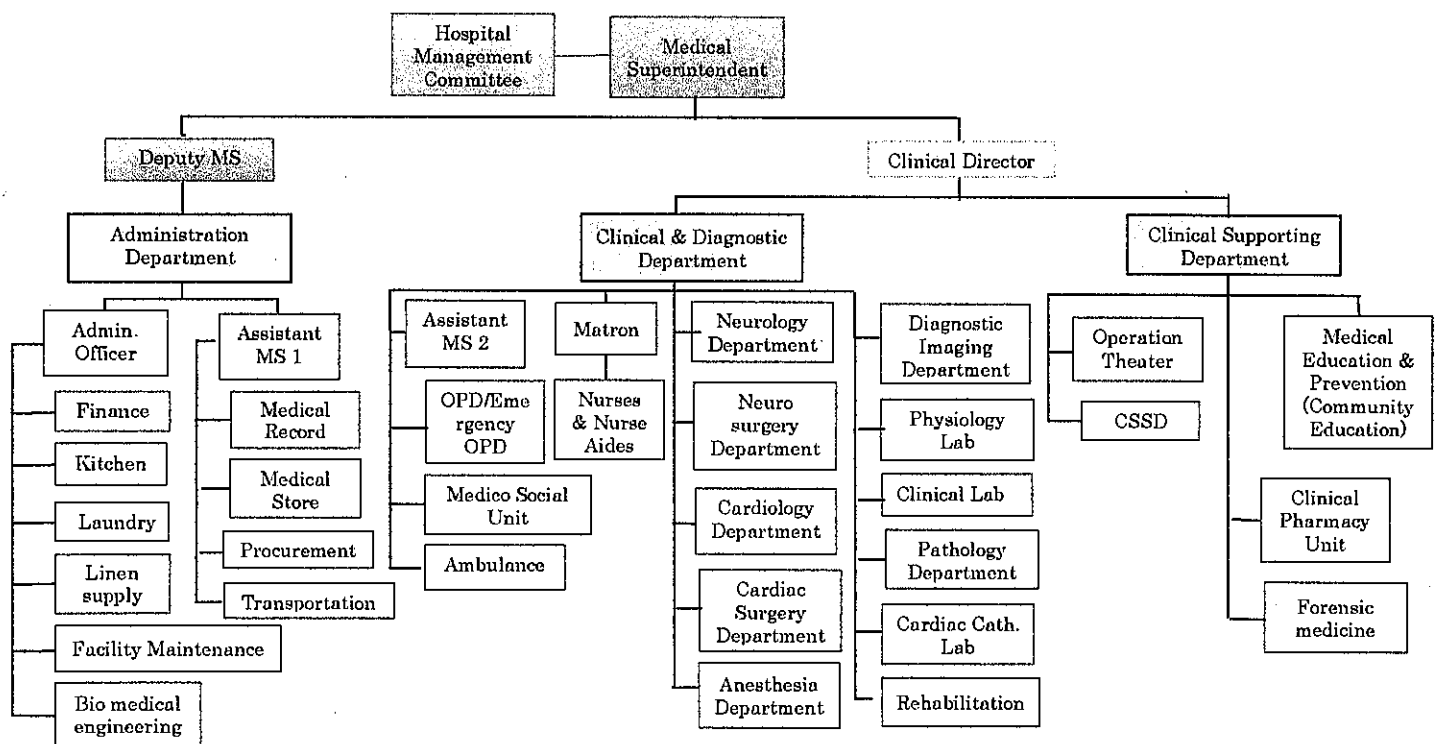 Hospital
Management
Committee
Medical
Superintendent
Deputy MS
Clinical Director
Administration
Department
Clinical & Diagnostic
Department
Clinical Supporting
Department
Admin.
Officer
Finance
Kitchen
Laundry
Linen
supply
Facility Maintenance
Bio medical
engineering
Assistant
MS 1
Medical
Record
Medical
Store
Procurement
Transportation
Assistant
MS 2
OPD/Eme
rgency
OPD
Medico Social
Unit
Ambulance
Matron
Nurses
& Nurse
Aides
Neurology
Department
Neuro
surgery
Department
Cardiology
Department
Cardiac
Surgery
Department
Anesthesia
Department
Diagnostic
Imaging
Department
Physiology
Lab
Clinical Lab
Pathology
Department
Cardiac Cath.
Lab
Rehabilitation
Operation
Theater
CSSD
Medical
Education &
Prevention
(Community
Education)
Clinical
Pharmacy
Unit
Forensic
medicine